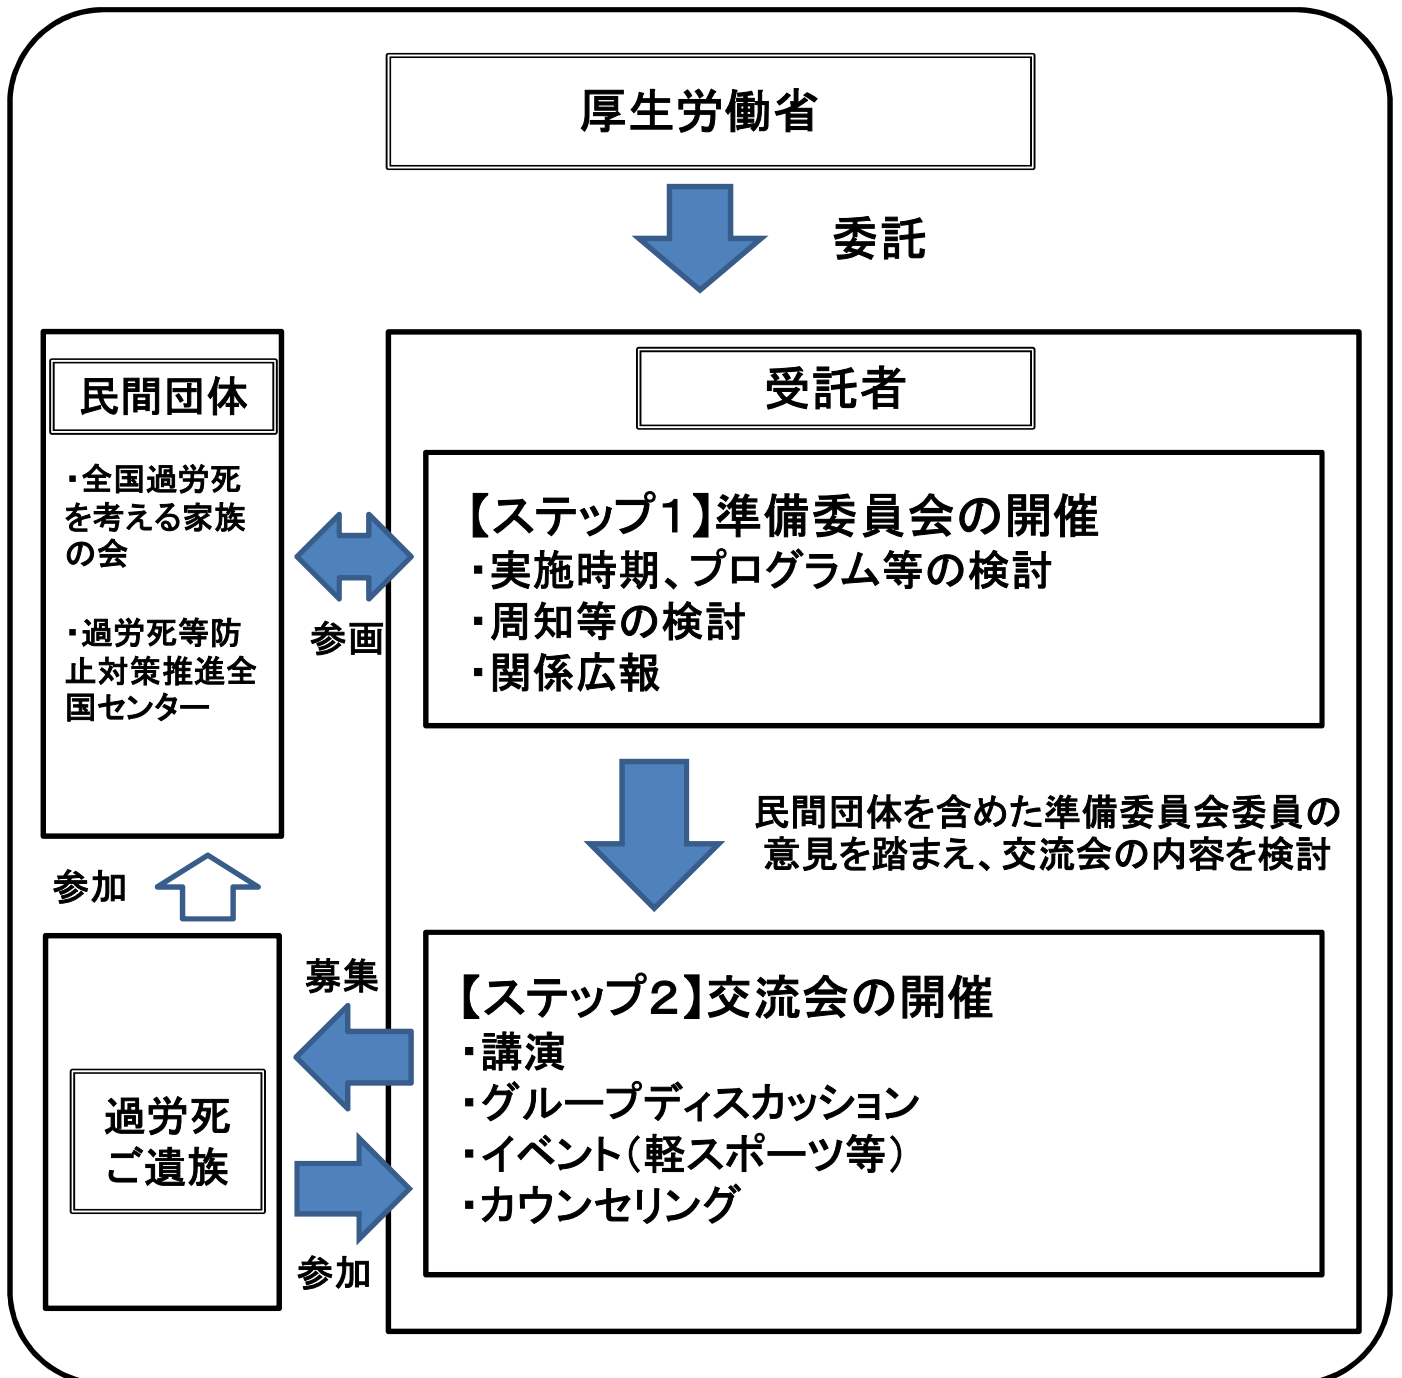 厚生労働省
委託
民間団体
・全国過労死
を考える家族
の会
・過労死等防
止対策推進全
国センター
参画
受託者
【ステップ１】準備委員会の開催
・実施時期、プログラム等の検討
・周知等の検討
・関係広報
民間団体を含めた準備委員会委員の
意見を踏まえ、交流会の内容を検討
参加
過労死
ご遺族
募集
参加
【ステップ２】交流会の開催
・講演
・グループディスカッション
・イベント（軽スポーツ等）
・カウンセリング